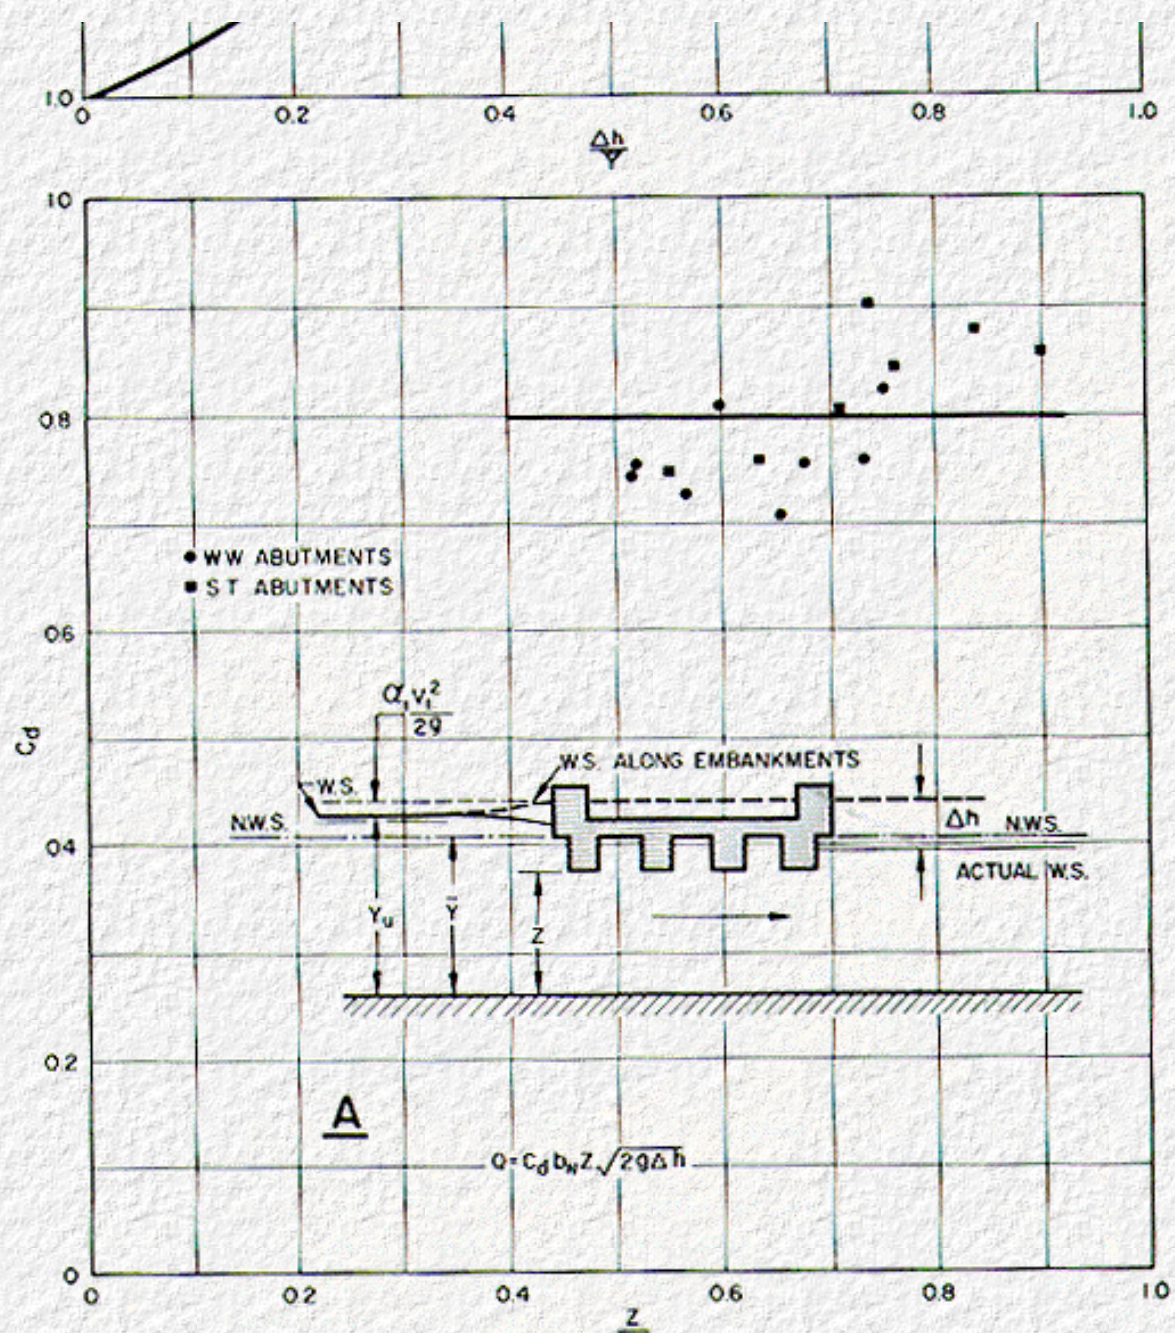 1.0
0 0.2 0.4 0.6 0.8 1.0
Δh
Y
1.0
0.8
0.6
0.4
0.2
0
Cd
● WW ABUTMENTS
■ ST ABUTMENTS
α₁V₁²
2g
W.S. ALONG EMBANKMENTS
W.S.
N.W.S.
Δh
N.W.S.
ACTUAL W.S.
Yu
Ȳ
Z
A
Q=CdbNZ√2gΔh
0 0.2 0.4 0.6 0.8 1.0
Z